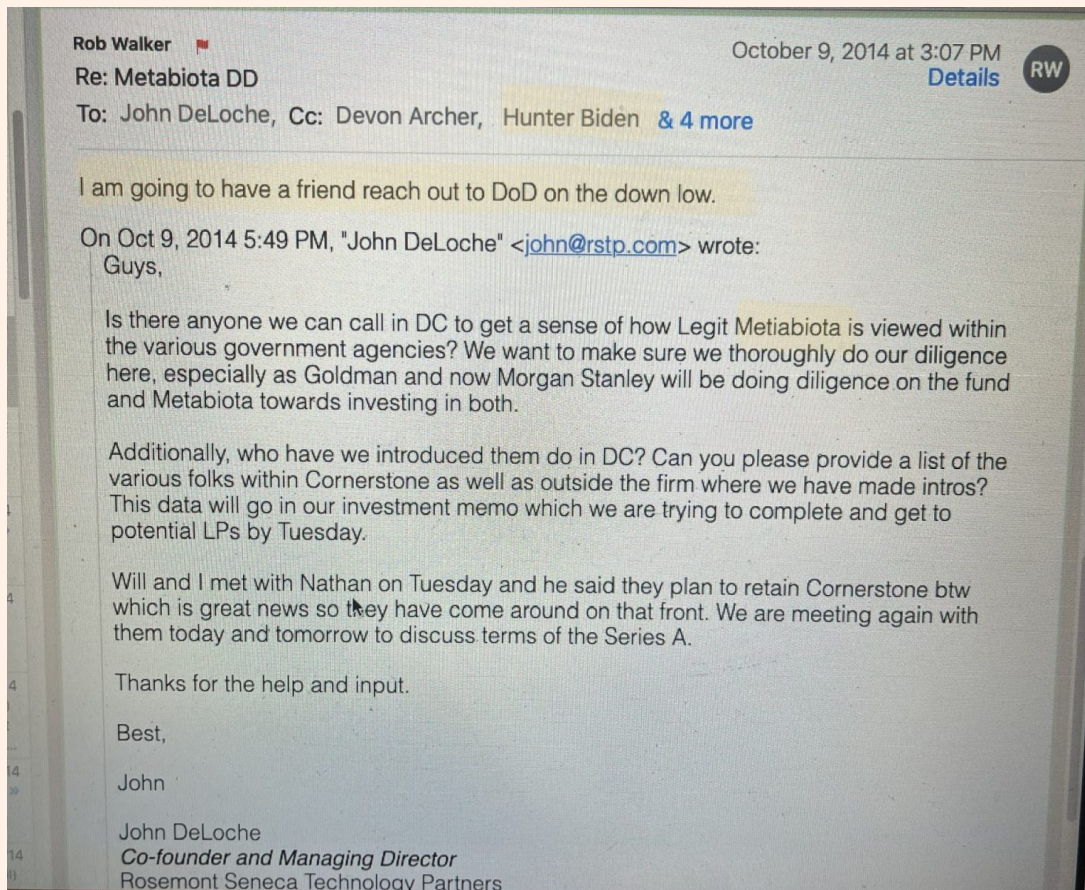 Rob Walker
October 9, 2014 at 3:07 PM
RW
Re: Metabiota DD
Details
To: John DeLoche, Cc: Devon Archer, Hunter Biden & 4 more
I am going to have a friend reach out to DoD on the down low.
On Oct 9, 2014 5:49 PM, "John DeLoche" <john@rstp.com> wrote:
Guys,
Is there anyone we can call in DC to get a sense of how Legit Metiabiota is viewed within
the various government agencies? We want to make sure we thoroughly do our diligence
here, especially as Goldman and now Morgan Stanley will be doing diligence on the fund
and Metabiota towards investing in both.
Additionally, who have we introduced them do in DC? Can you please provide a list of the
various folks within Cornerstone as well as outside the firm where we have made intros?
This data will go in our investment memo which we are trying to complete and get to
potential LPs by Tuesday.
Will and I met with Nathan on Tuesday and he said they plan to retain Cornerstone btw
which is great news so they have come around on that front. We are meeting again with
them today and tomorrow to discuss terms of the Series A.
Thanks for the help and input.
Best,
John
John DeLoche
Co-founder and Managing Director
Rosemont Seneca Technology Partners
4
4
14
14